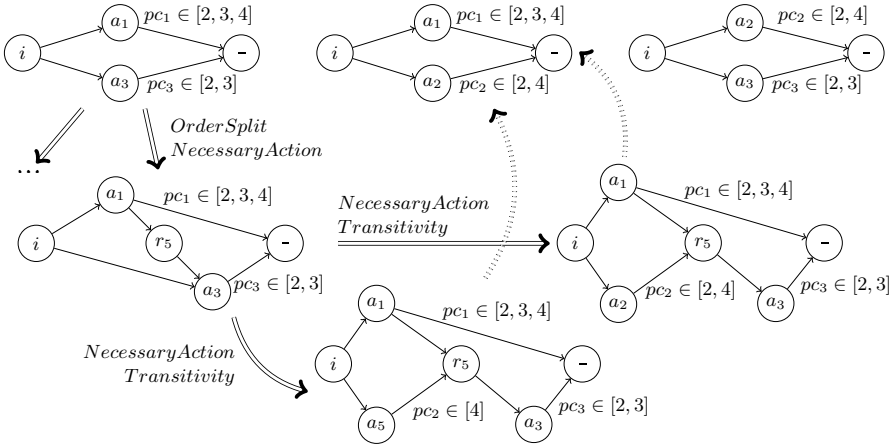 a₁
pc₁ ∈ [2, 3, 4]
i
-
a₃
pc₃ ∈ [2, 3]
a₁
pc₁ ∈ [2, 3, 4]
i
-
a₂
pc₂ ∈ [2, 4]
a₂
pc₂ ∈ [2, 4]
i
-
a₃
pc₃ ∈ [2, 3]
OrderSplit
NecessaryAction
...
a₁
pc₁ ∈ [2, 3, 4]
i
r₅
-
a₃
pc₃ ∈ [2, 3]
NecessaryAction
Transitivity
a₁
pc₁ ∈ [2, 3, 4]
i
r₅
-
a₂
pc₂ ∈ [2, 4]
a₃
pc₃ ∈ [2, 3]
NecessaryAction
Transitivity
a₁
pc₁ ∈ [2, 3, 4]
i
r₅
-
a₅
pc₂ ∈ [4]
a₃
pc₃ ∈ [2, 3]